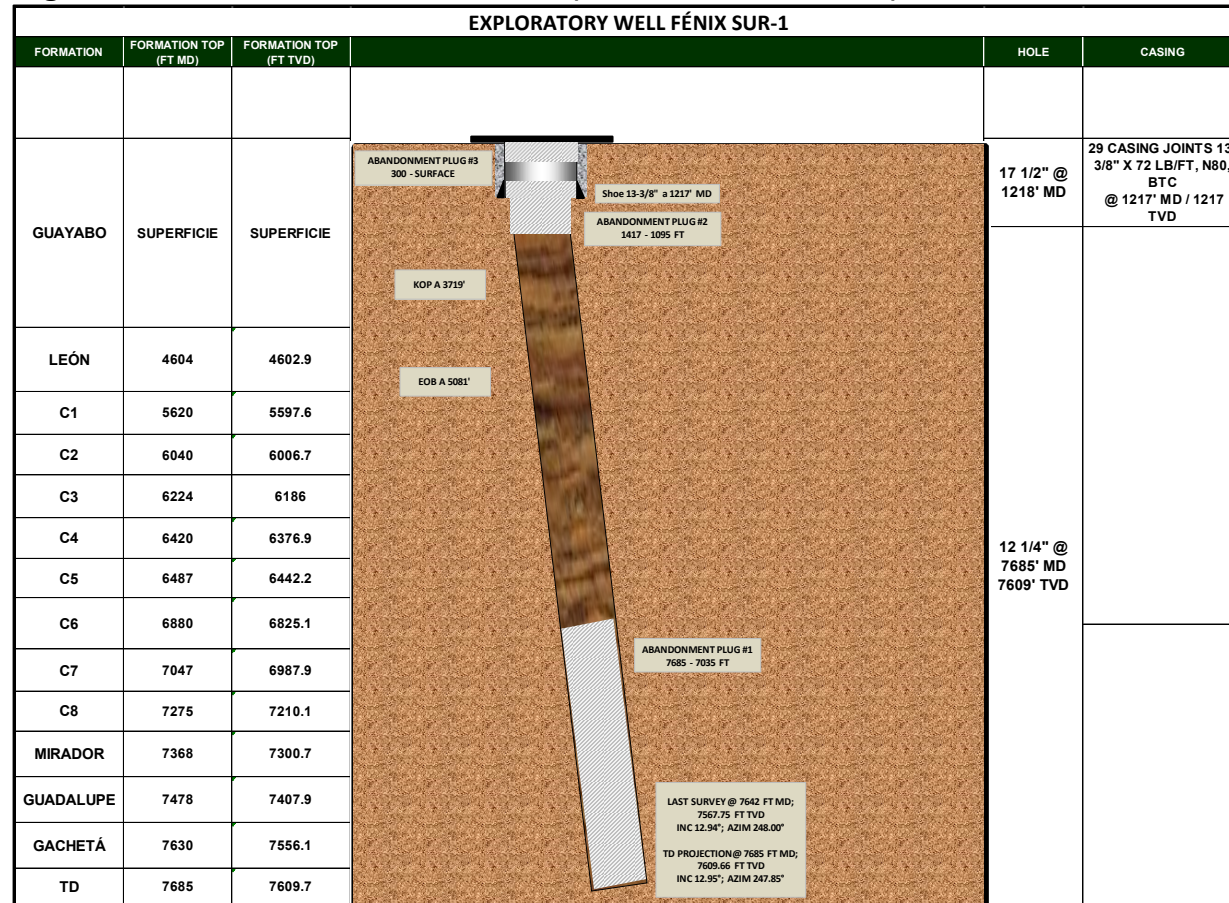 EXPLORATORY WELL FÉNIX SUR-1
FORMATION
FORMATION TOP
(FT MD)
FORMATION TOP
(FT TVD)
HOLE
CASING
GUAYABO
SUPERFICIE
SUPERFICIE
ABANDONMENT PLUG #3
300 - SURFACE
Shoe 13-3/8" a 1217' MD
ABANDONMENT PLUG #2
1417 - 1095 FT
KOP A 3719'
17 1/2" @
1218' MD
29 CASING JOINTS 13
3/8" X 72 LB/FT, N80,
BTC
@ 1217' MD / 1217
TVD
LEÓN
4604
4602.9
EOB A 5081'
C1
5620
5597.6
C2
6040
6006.7
C3
6224
6186
C4
6420
6376.9
C5
6487
6442.2
12 1/4" @
7685' MD
7609' TVD
C6
6880
6825.1
C7
7047
6987.9
ABANDONMENT PLUG #1
7685 - 7035 FT
C8
7275
7210.1
MIRADOR
7368
7300.7
GUADALUPE
7478
7407.9
GACHETÁ
7630
7556.1
LAST SURVEY @ 7642 FT MD;
7567.75 FT TVD
INC 12.94°; AZIM 248.00°
TD PROJECTION@ 7685 FT MD;
7609.66 FT TVD
INC 12.95°; AZIM 247.85°
TD
7685
7609.7